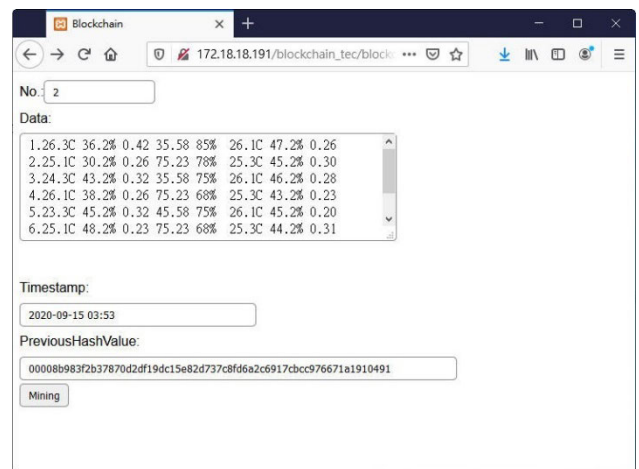 Blockchain
172.18.18.191/blockchain_tec/block
No.: 2
Data:
1.26.3C 36.2% 0.42 35.58 85% 26.1C 47.2% 0.26
2.25.1C 30.2% 0.26 75.23 78% 25.3C 45.2% 0.30
3.24.3C 43.2% 0.32 35.58 75% 26.1C 46.2% 0.28
4.26.1C 38.2% 0.26 75.23 68% 25.3C 43.2% 0.23
5.23.3C 45.2% 0.32 45.58 75% 26.1C 45.2% 0.20
6.25.1C 48.2% 0.23 75.23 68% 25.3C 44.2% 0.31
Timestamp:
2020-09-15 03:53
PreviousHashValue:
00008b983f2b37870d2df19dc15e82d737c8fd6a2c6917cbcc976671a1910491
Mining